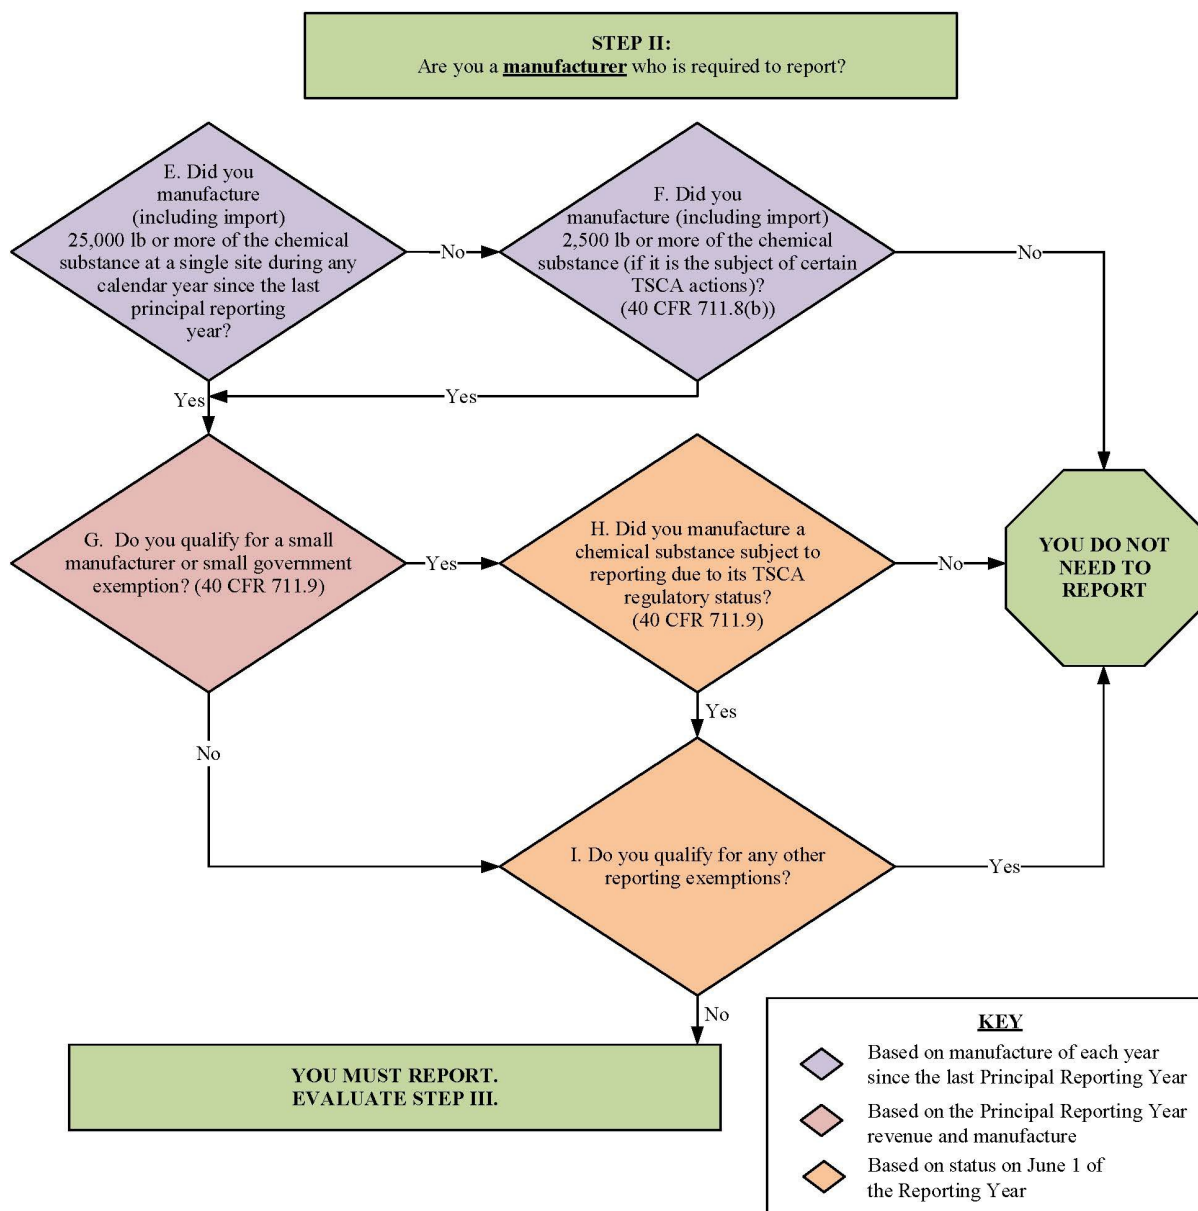 STEP II:
Are you a manufacturer who is required to report?
E. Did you
manufacture
(including import)
25,000 lb or more of the chemical
substance at a single site during any
calendar year since the last
principal reporting
year?
No
F. Did you
manufacture (including import)
2,500 lb or more of the chemical
substance (if it is the subject of certain
TSCA actions)?
(40 CFR 711.8(b))
No
Yes
Yes
G. Do you qualify for a small
manufacturer or small government
exemption? (40 CFR 711.9)
Yes
H. Did you manufacture a
chemical substance subject to
reporting due to its TSCA
regulatory status?
(40 CFR 711.9)
No
YOU DO NOT
NEED TO
REPORT
Yes
No
I. Do you qualify for any other
reporting exemptions?
Yes
No
YOU MUST REPORT.
EVALUATE STEP III.
KEY
Based on manufacture of each year
since the last Principal Reporting Year
Based on the Principal Reporting Year
revenue and manufacture
Based on status on June 1 of
the Reporting Year